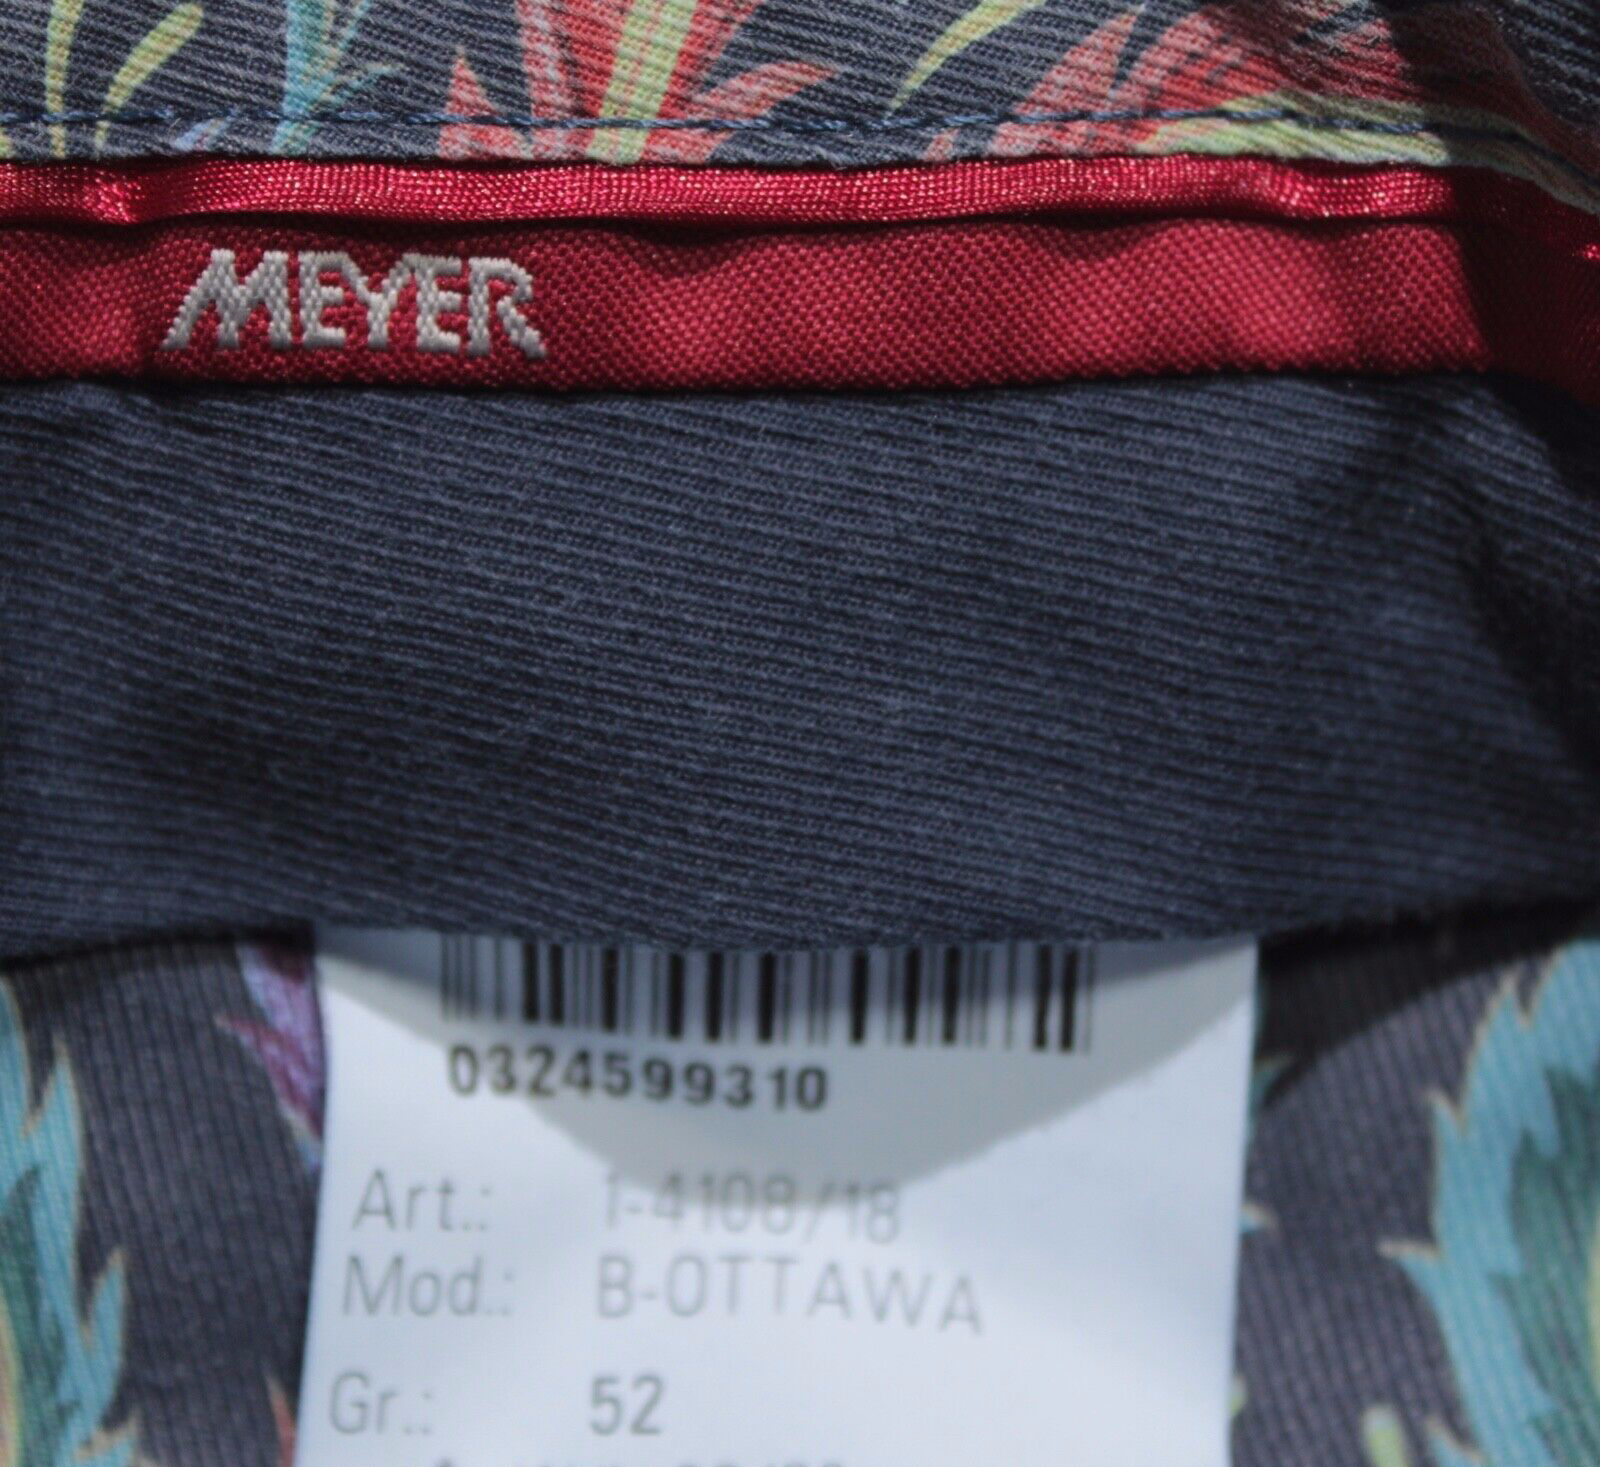 MEYER
0324599310
Art.: 1-4108/18
Mod.: B-OTTAWA
Gr.: 52